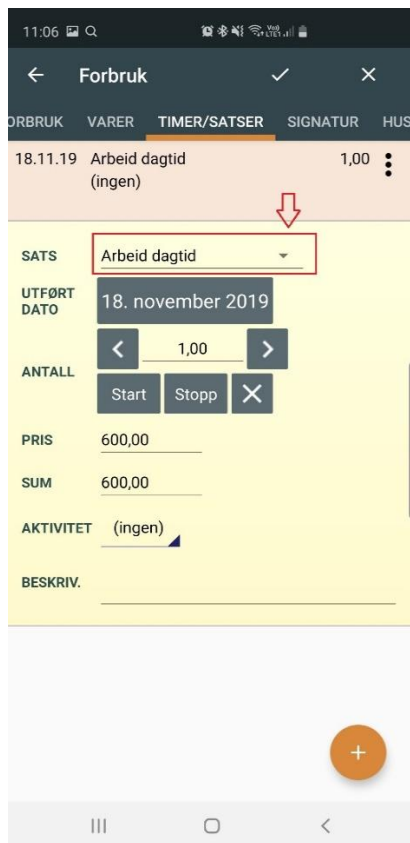 11:06
Forbruk
ORBRUK VARER TIMER/SATSER SIGNATUR HUS
18.11.19 Arbeid dagtid 1,00
(ingen)
SATS Arbeid dagtid
UTFØRT
DATO
18. november 2019
1,00
ANTALL
Start Stopp
PRIS 600,00
SUM 600,00
AKTIVITET (ingen)
BESKRIV.